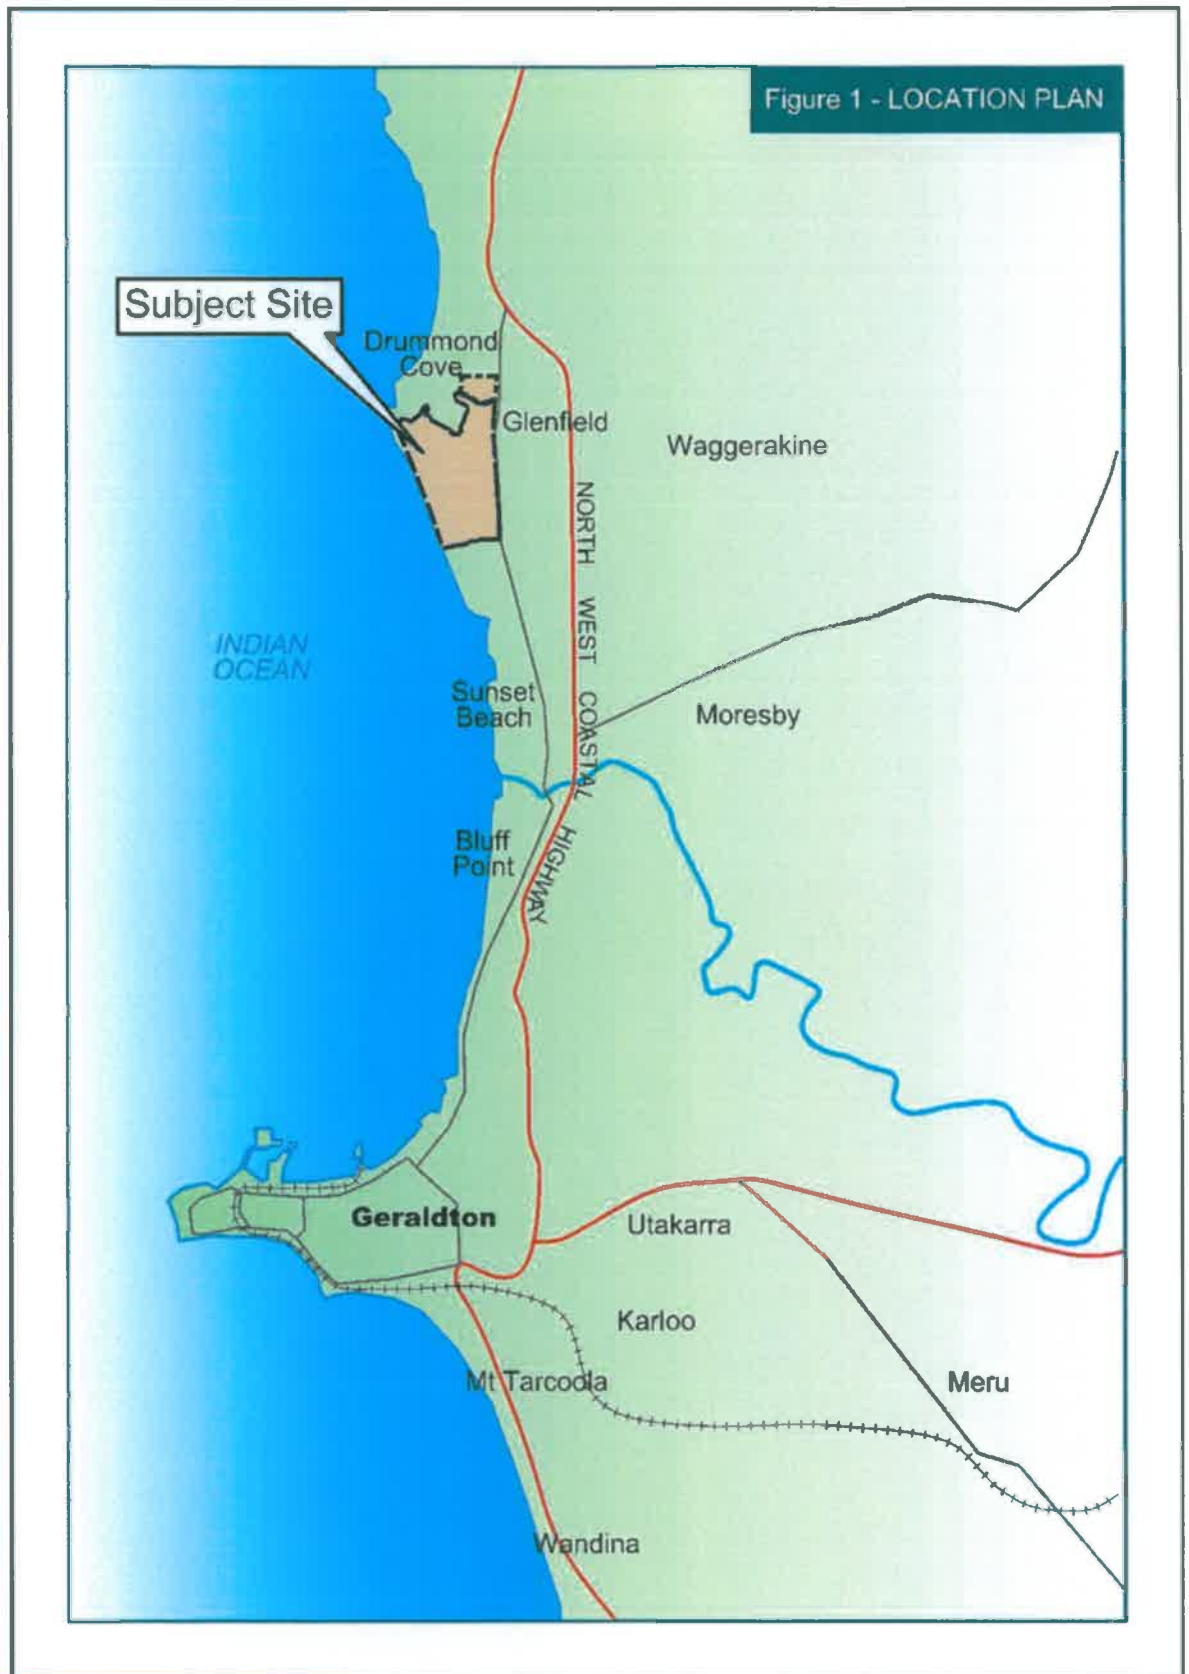 Figure 1 - LOCATION PLAN
Subject Site
Drummond
Cove
Glenfield
Waggerakine
NORTH WEST COASTAL HIGHWAY
INDIAN
OCEAN
Sunset
Beach
Moresby
Bluff
Point
Geraldton
Utakarra
Karloo
Mt Tarcoola
Meru
Wandina